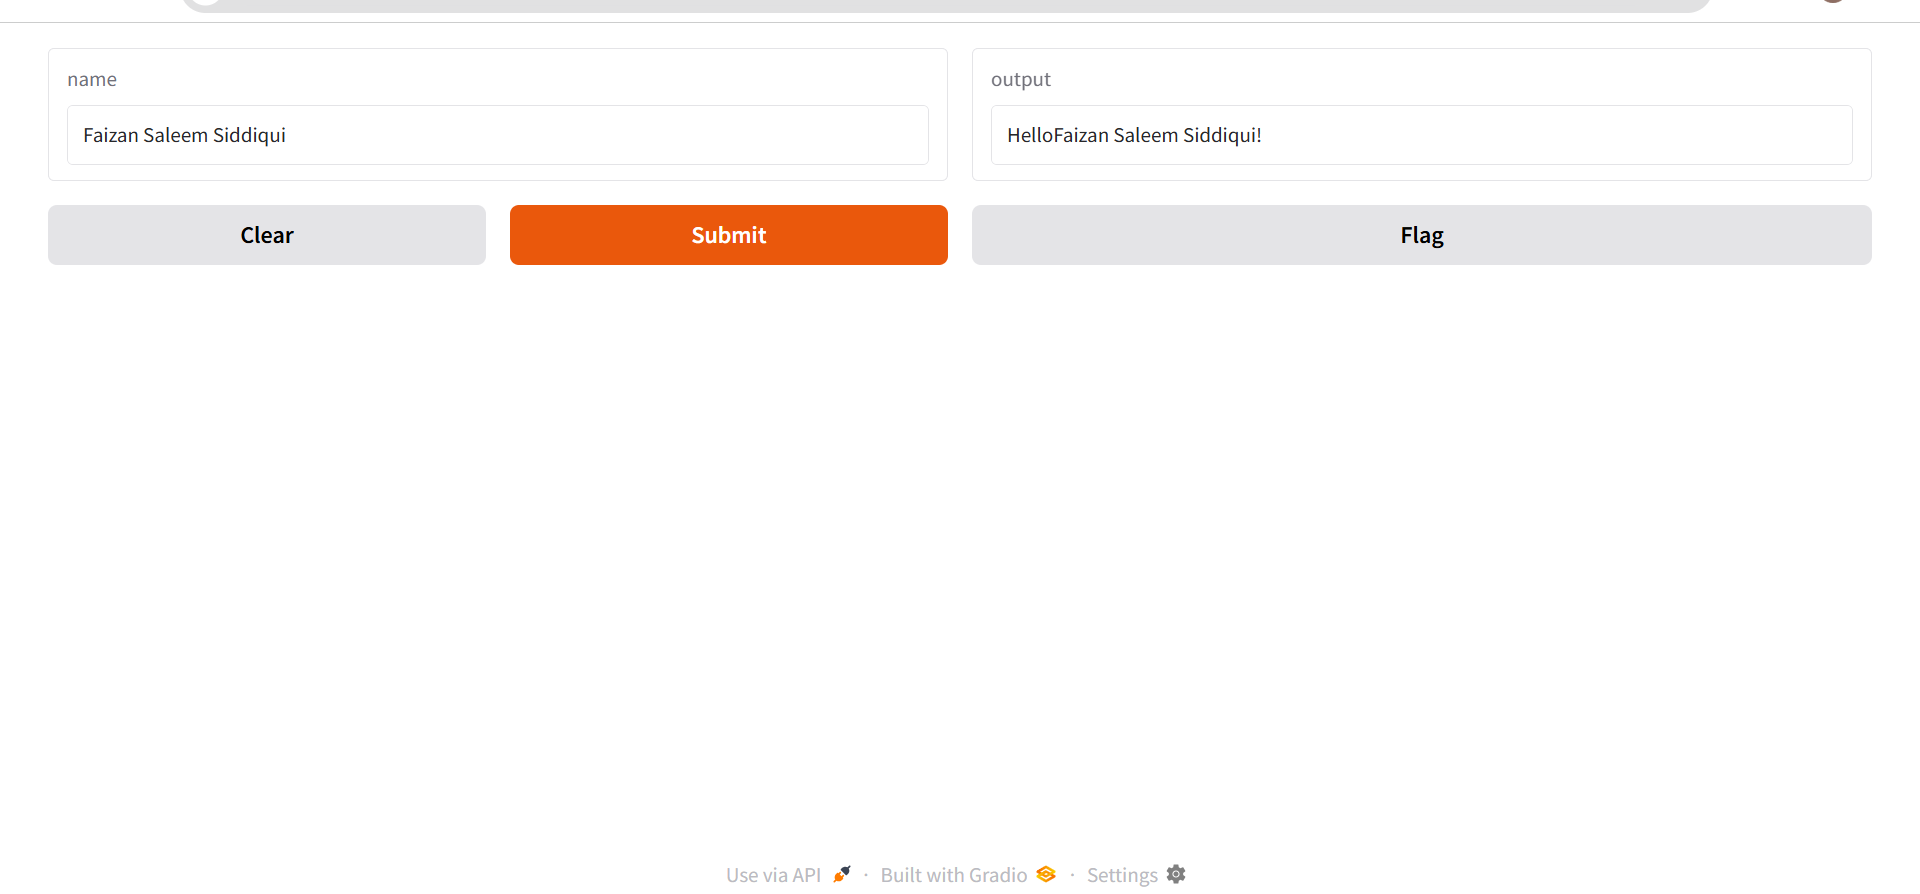 name
Faizan Saleem Siddiqui
output
HelloFaizan Saleem Siddiqui!
Clear
Submit
Flag
Use via API · Built with Gradio · Settings